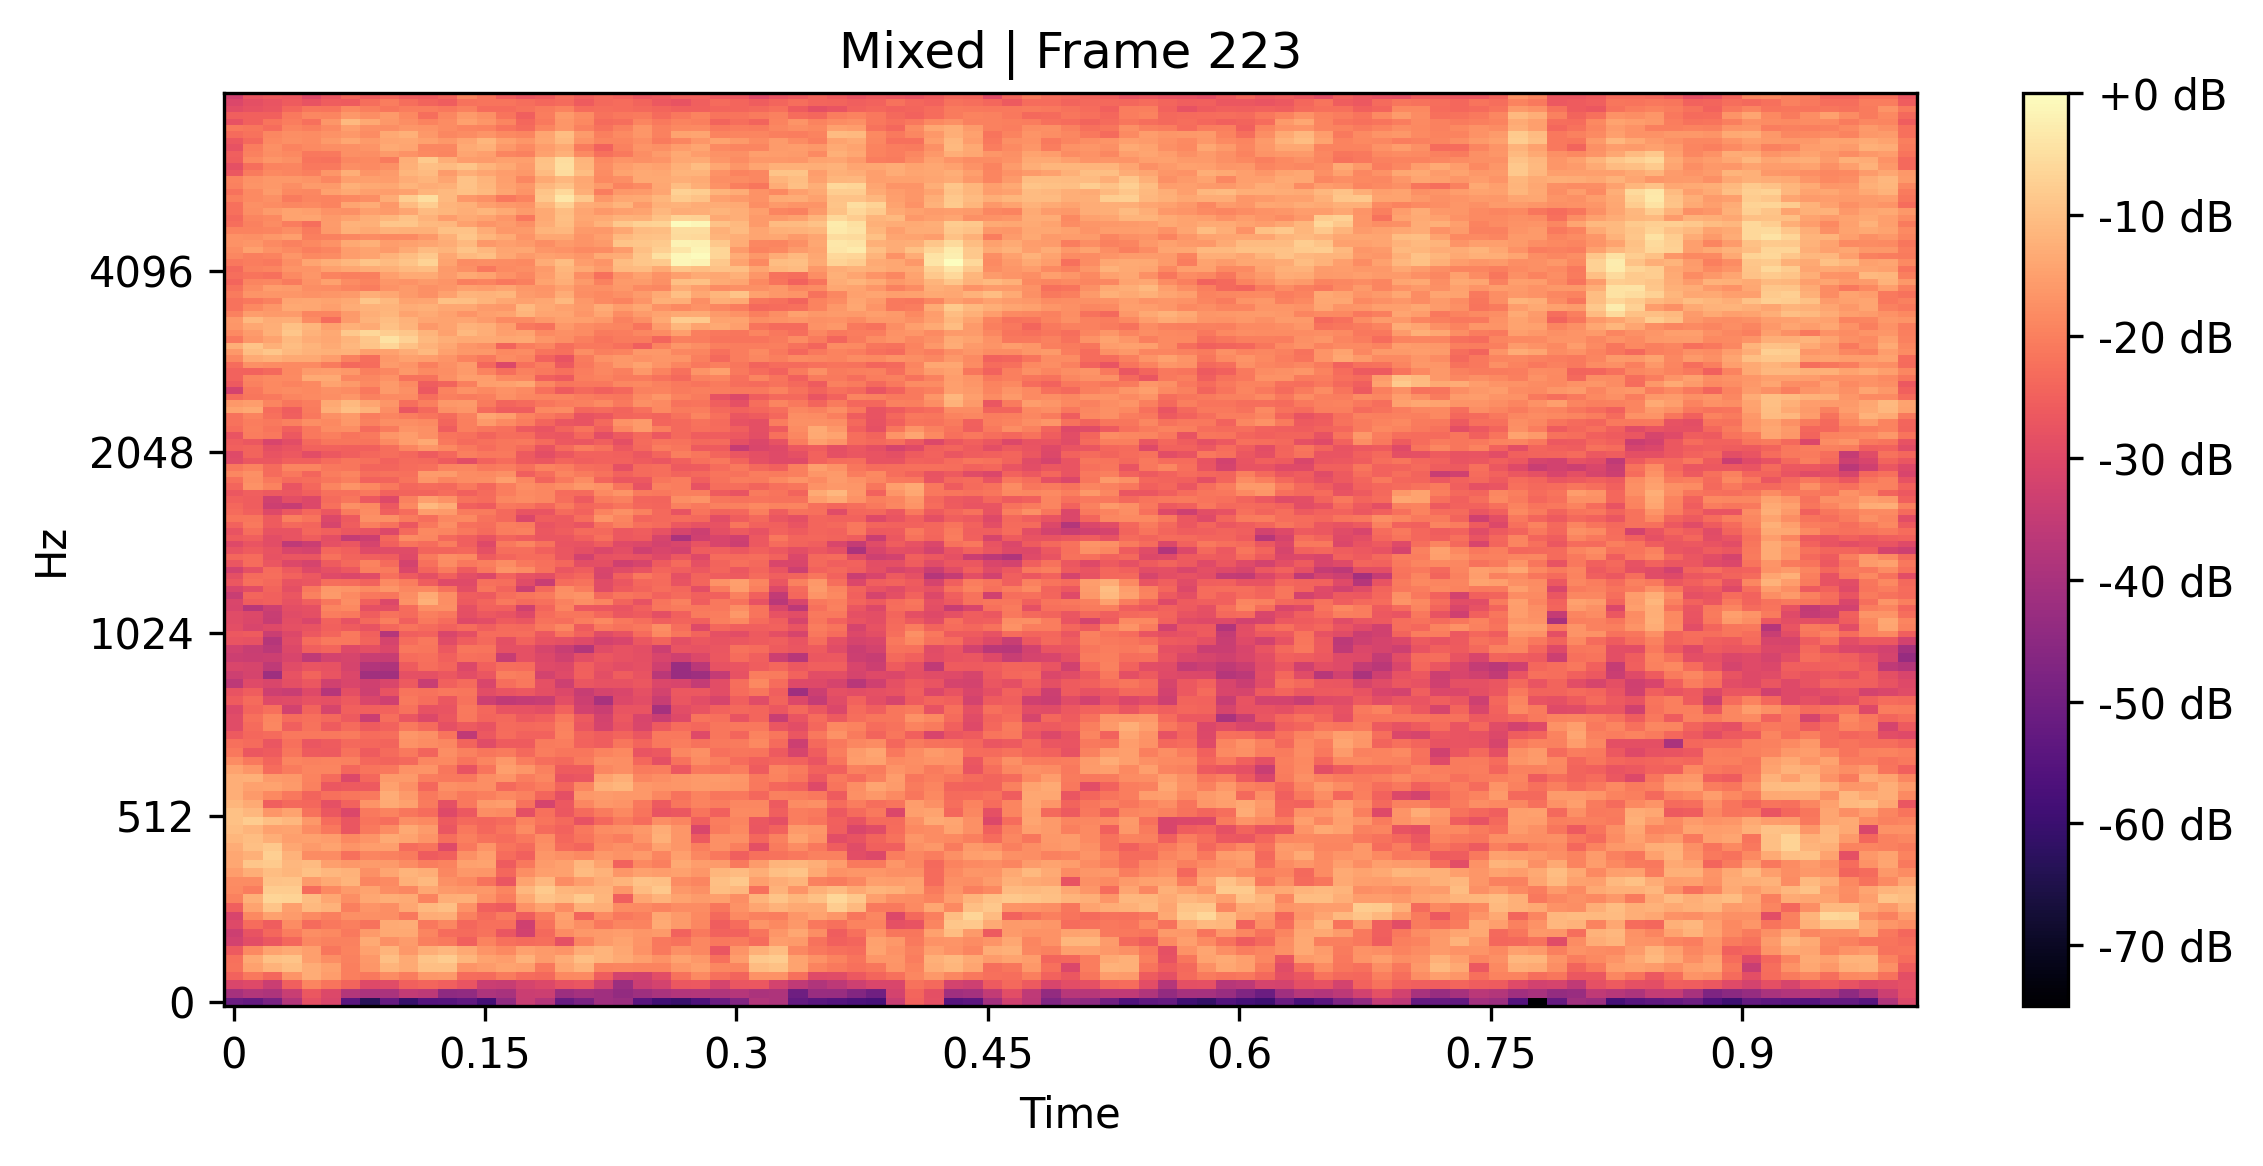 Mixed | Frame 223
Hz
4096
2048
1024
512
0
0 0.15 0.3 0.45 0.6 0.75 0.9
Time
+0 dB
-10 dB
-20 dB
-30 dB
-40 dB
-50 dB
-60 dB
-70 dB